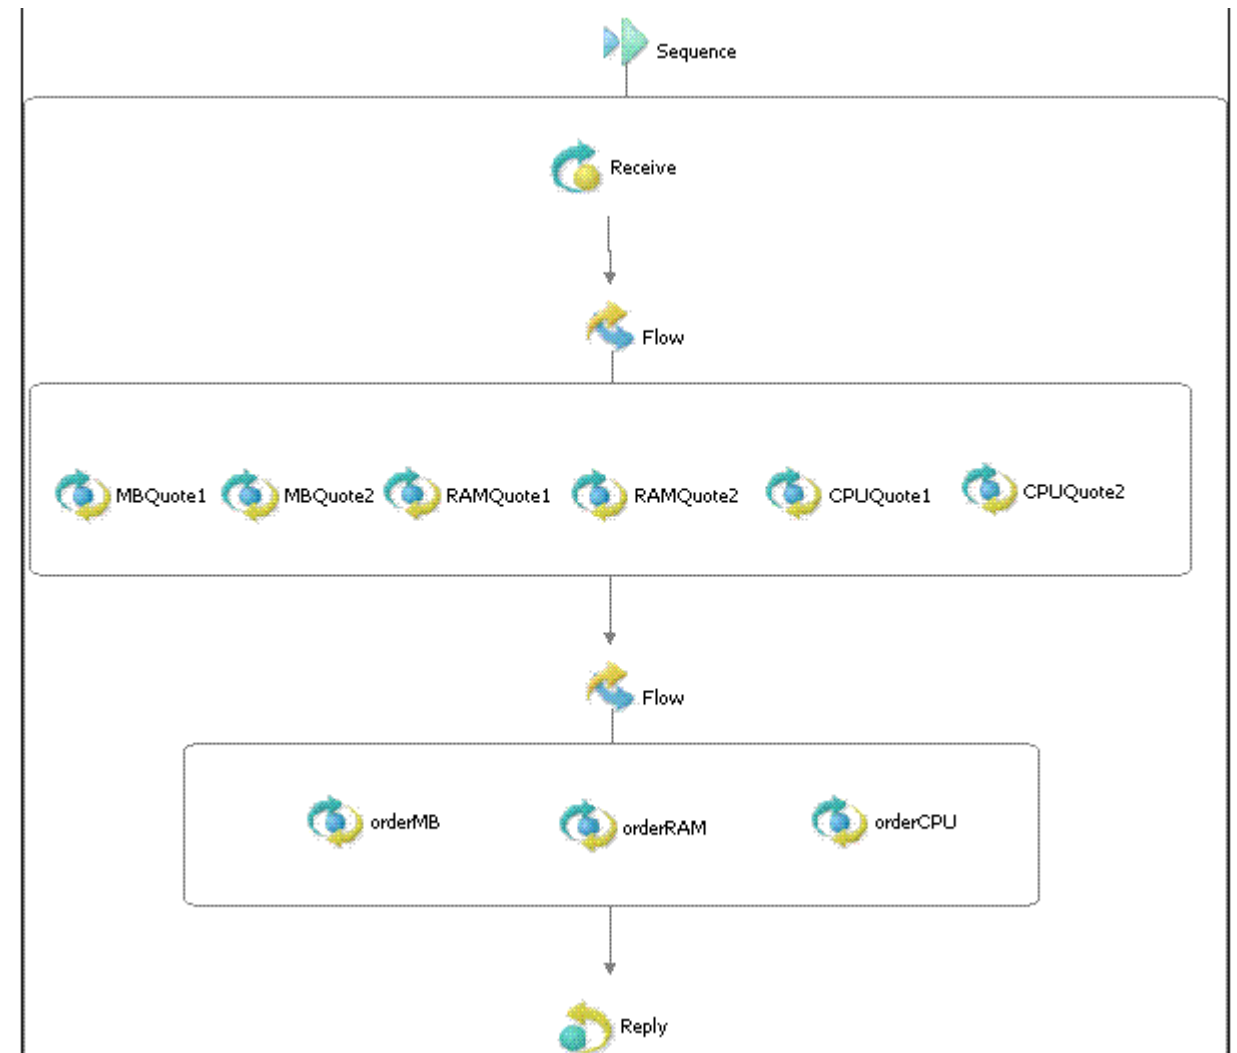 Sequence
Receive
Flow
MBQuote1 MBQuote2 RAMQuote1 RAMQuote2 CPUQuote1 CPUQuote2
Flow
orderMB orderRAM orderCPU
Reply